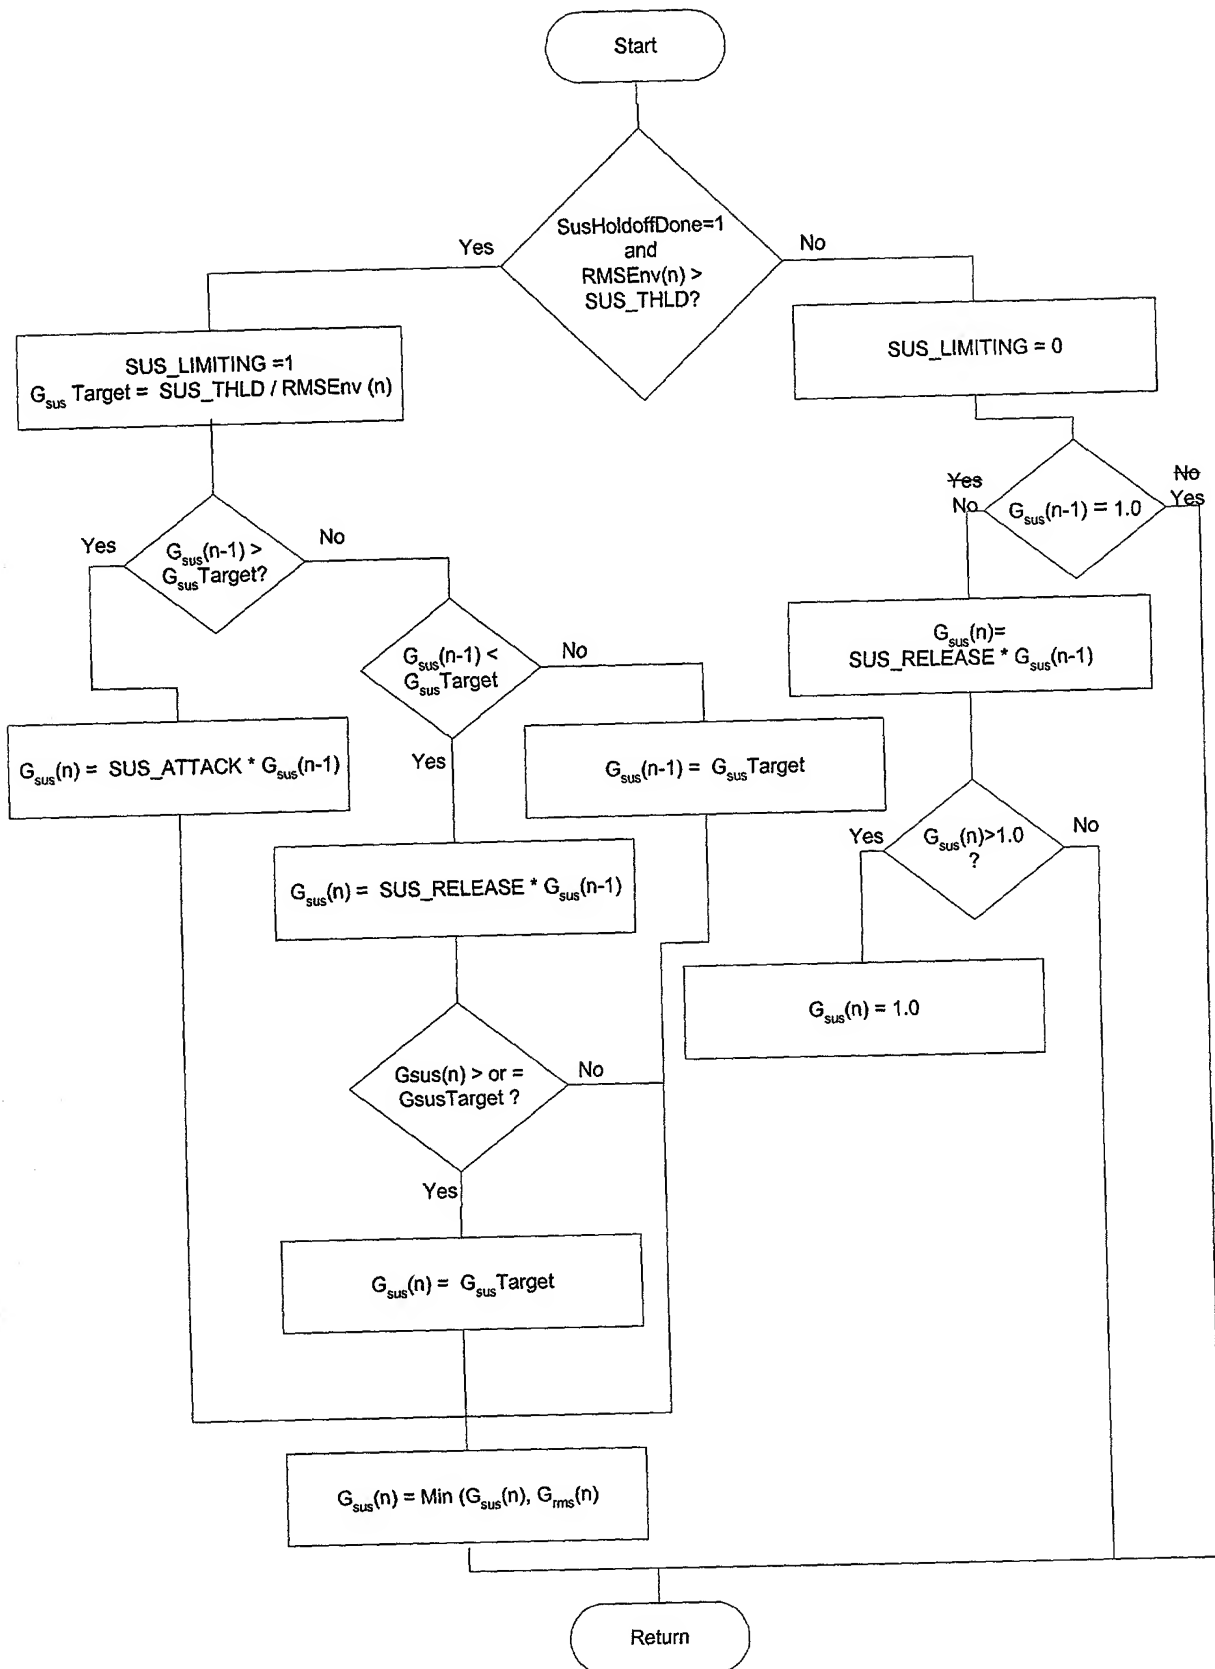 Start
SusHoldoffDone=1
and
RMSEnv(n) >
SUS_THLD?
Yes
No
SUS_LIMITING =1
Gsus Target = SUS_THLD / RMSEnv (n)
SUS_LIMITING = 0
Gsus(n-1) >
GsusTarget?
Yes
No
Gsus(n-1) = 1.0
Yes
No
No
Yes
Gsus(n-1) <
GsusTarget
No
Yes
Gsus(n)=
SUS_RELEASE * Gsus(n-1)
Gsus(n) = SUS_ATTACK * Gsus(n-1)
Gsus(n-1) = GsusTarget
Gsus(n)>1.0
?
Yes
No
Gsus(n) = SUS_RELEASE * Gsus(n-1)
Gsus(n) = 1.0
Gsus(n) > or =
GsusTarget ?
No
Yes
Gsus(n) = GsusTarget
Gsus(n) = Min (Gsus(n), Grms(n)
Return